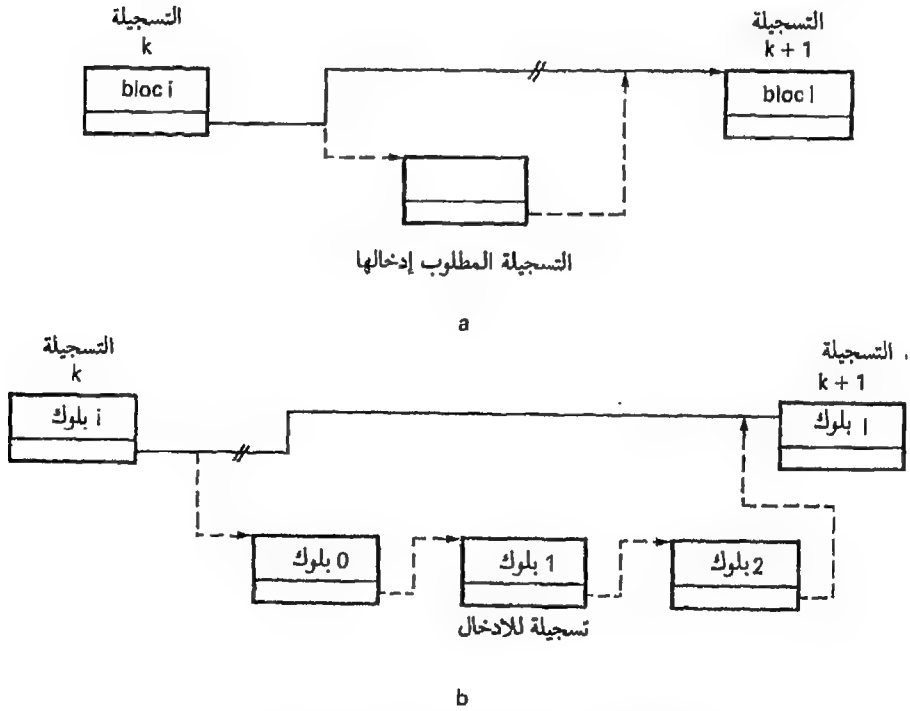 التسجيلة
k
bloc i
التسجيلة
k + 1
bloc l
التسجيلة المطلوب إدخالها
a
التسجيلة
k
بلوك i
التسجيلة
k + 1
بلوك l
بلوك 0
بلوك 1
بلوك 2
تسجيلة للادخال
b